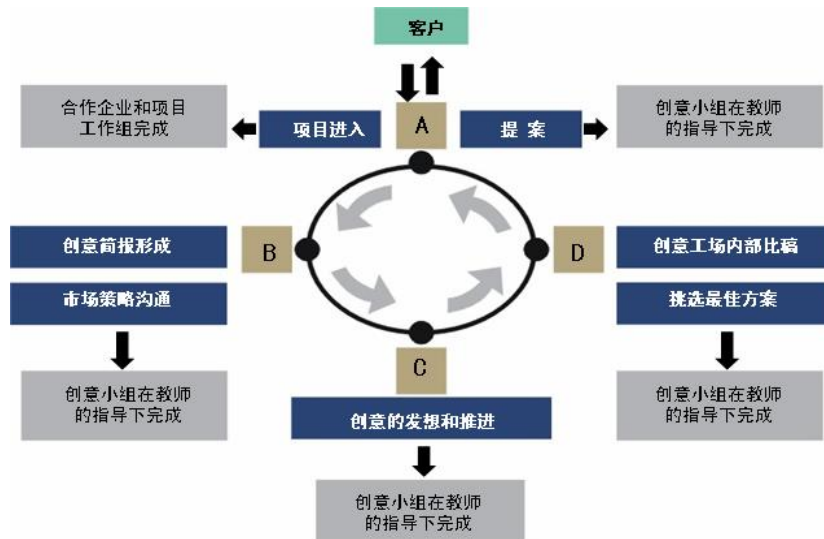 客户
合作企业和项目
工作组完成
项目进入
A
提 案
创意小组在教师
的指导下完成
创意简报形成
B
D
创意工场内部比稿
市场策略沟通
挑选最佳方案
创意小组在教师
的指导下完成
C
创意的发想和推进
创意小组在教师
的指导下完成
创意小组在教师
的指导下完成